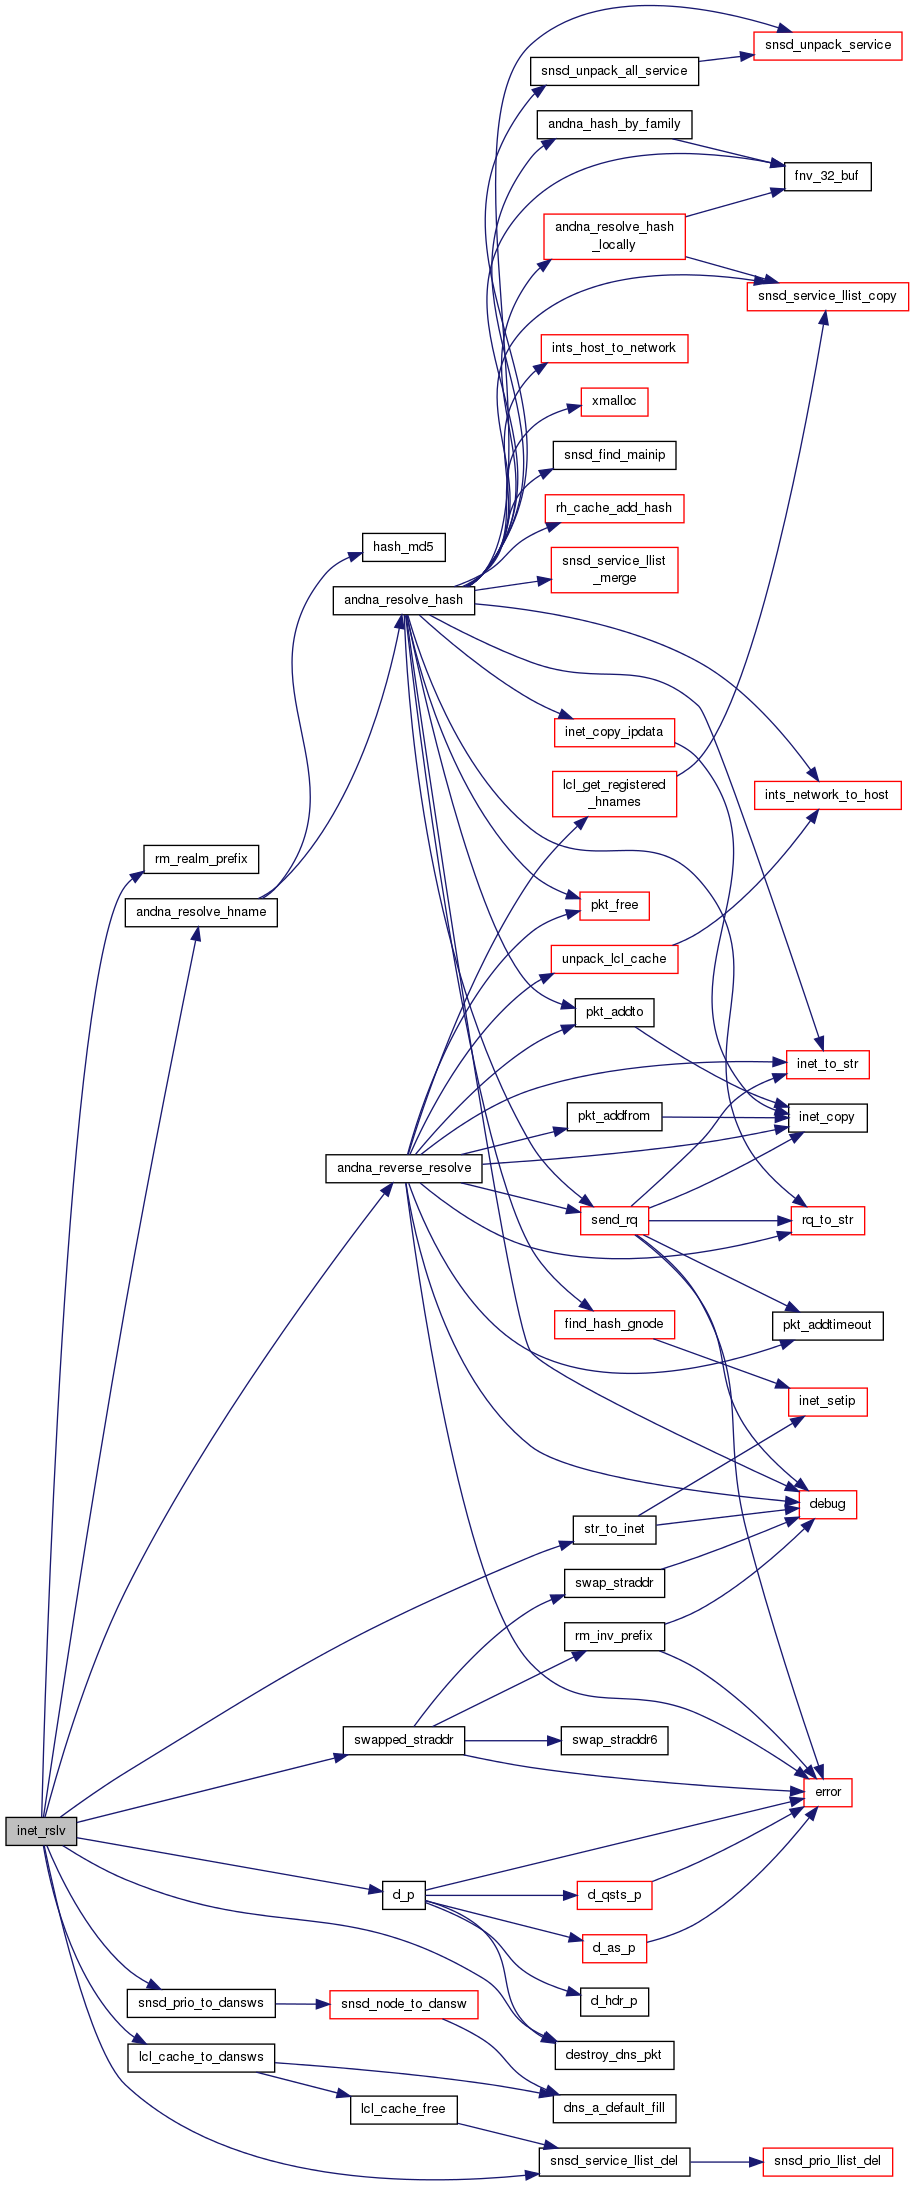 snsd_unpack_service
snsd_unpack_all_service
andna_hash_by_family
fnv_32_buf
andna_resolve_hash
_locally
snsd_service_llist_copy
ints_host_to_network
xmalloc
snsd_find_mainip
rh_cache_add_hash
hash_md5
snsd_service_llist
_merge
andna_resolve_hash
inet_copy_ipdata
lcl_get_registered
_hnames
ints_network_to_host
rm_realm_prefix
pkt_free
andna_resolve_hname
unpack_lcl_cache
pkt_addto
inet_to_str
pkt_addfrom
inet_copy
andna_reverse_resolve
send_rq
rq_to_str
find_hash_gnode
pkt_addtimeout
inet_setip
debug
str_to_inet
swap_straddr
rm_inv_prefix
swapped_straddr
swap_straddr6
error
inet_rslv
d_p
d_qsts_p
d_as_p
snsd_prio_to_dansws
snsd_node_to_dansw
d_hdr_p
lcl_cache_to_dansws
destroy_dns_pkt
lcl_cache_free
dns_a_default_fill
snsd_service_llist_del
snsd_prio_llist_del